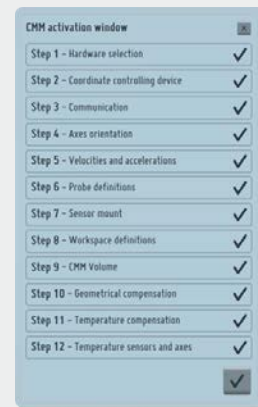 CMM activation window
Step 1 - Hardware selection
Step 2 - Coordinate controlling device
Step 3 - Communication
Step 4 - Axes orientation
Step 5 - Velocities and accelerations
Step 6 - Probe definitions
Step 7 - Sensor mount
Step 8 - Workspace definitions
Step 9 - CMM Volume
Step 10 - Geometrical compensation
Step 11 - Temperature compensation
Step 12 - Temperature sensors and axes